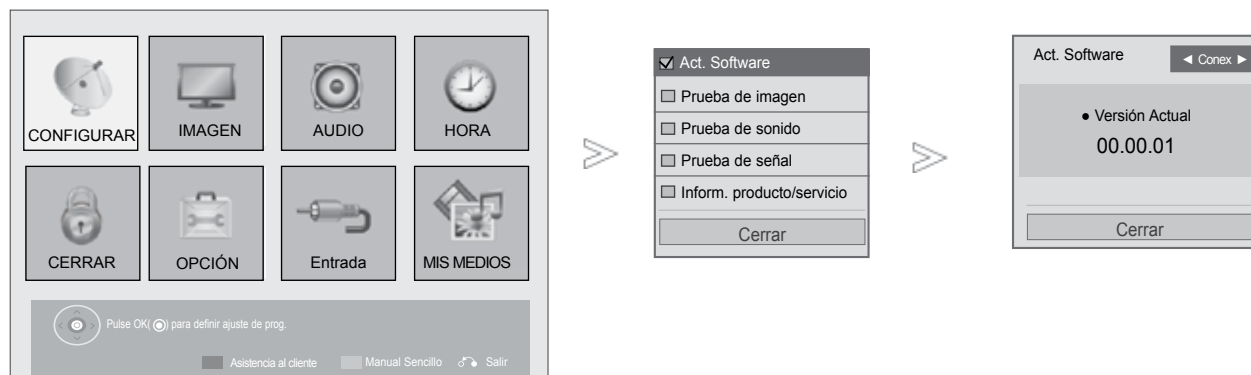 CONFIGURAR
IMAGEN
AUDIO
HORA
CERRAR
OPCIÓN
Entrada
MIS MEDIOS
Pulse OK( ) para definir ajuste de prog.
Asistencia al cliente
Manual Sencillo
Salir
Act. Software
Prueba de imagen
Prueba de sonido
Prueba de señal
Inform. producto/servicio
Cerrar
Act. Software
◄ Conex ►
● Versión Actual
00.00.01
Cerrar